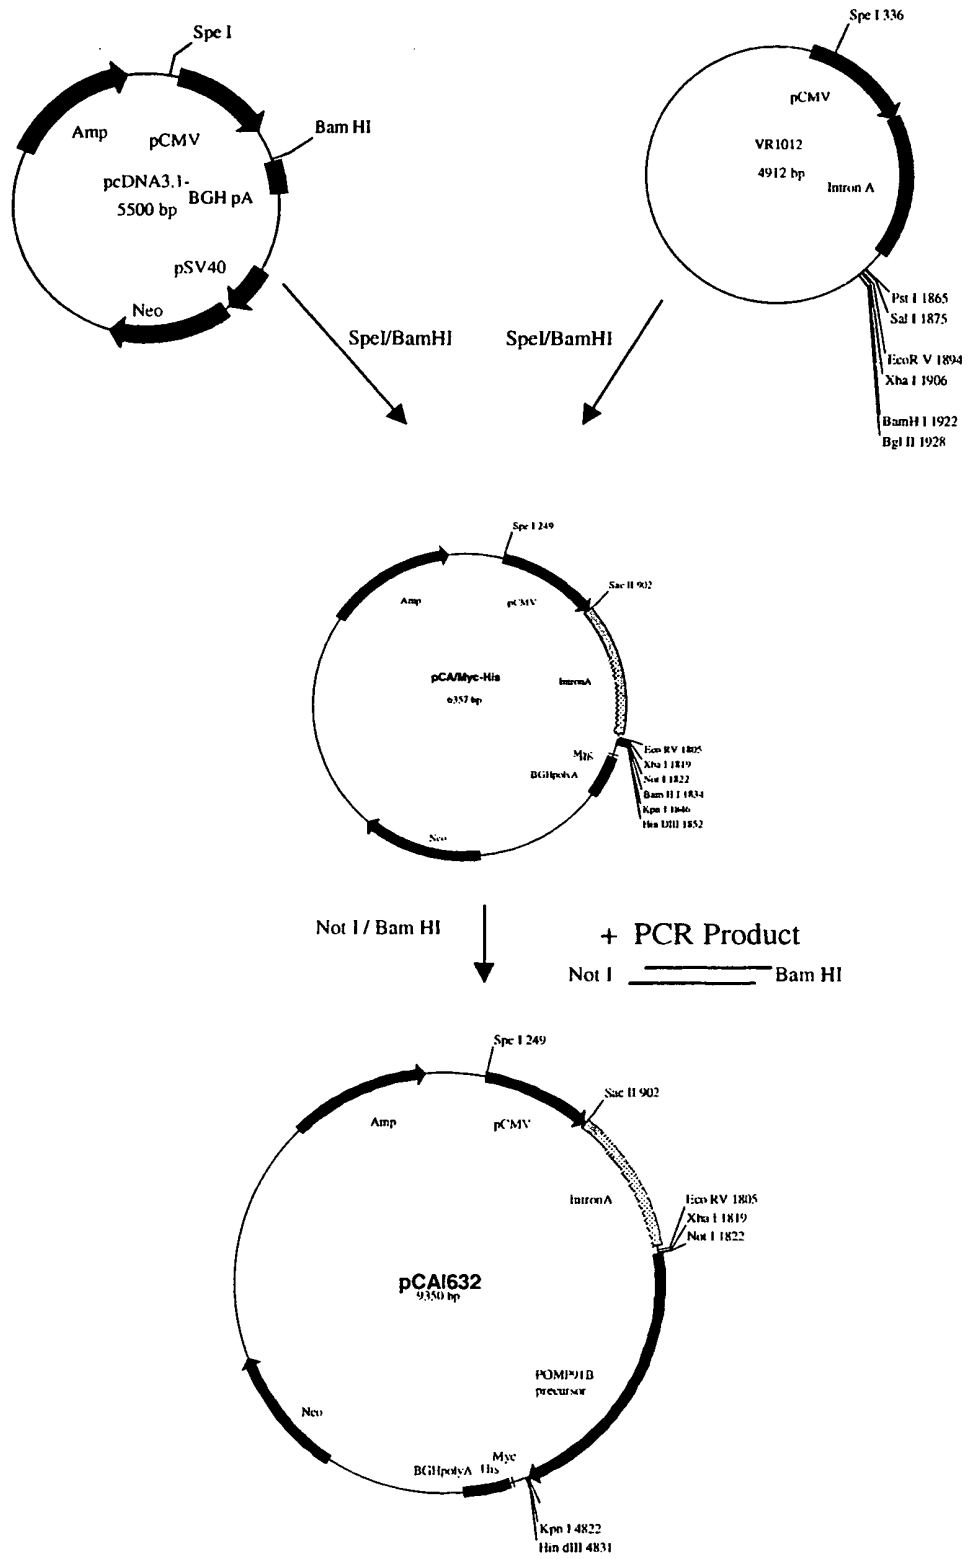 Spe I
Amp
pCMV
Bam HI
pcDNA3.1-
5500 bp
BGH pA
pSV40
Neo
Spe I 336
pCMV
VR1012
4912 bp
Intron A
Pst I 1865
Sal I 1875
EcoR V 1894
Xba I 1906
BamH I 1922
Bgl II 1928
SpeI/BamHI
SpeI/BamHI
Spe I 249
Sac II 902
Amp
pCMV
pCA/Myc-His
6357 bp
IntronA
Eco RV 1805
Xba I 1819
Not I 1822
Bam H I 1834
Kpn I 1846
Hin DIII 1852
BGHpolyA
Neo
Not I / Bam HI
+ PCR Product
Not I
Bam HI
Spe I 249
Sac II 902
Amp
pCMV
IntronA
Eco RV 1805
Xba I 1819
Not I 1822
pCAI632
9350 bp
POMP91B
precursor
Neo
BGHpolyA
His
Myc
Kpn I 4822
Hin dIII 4831